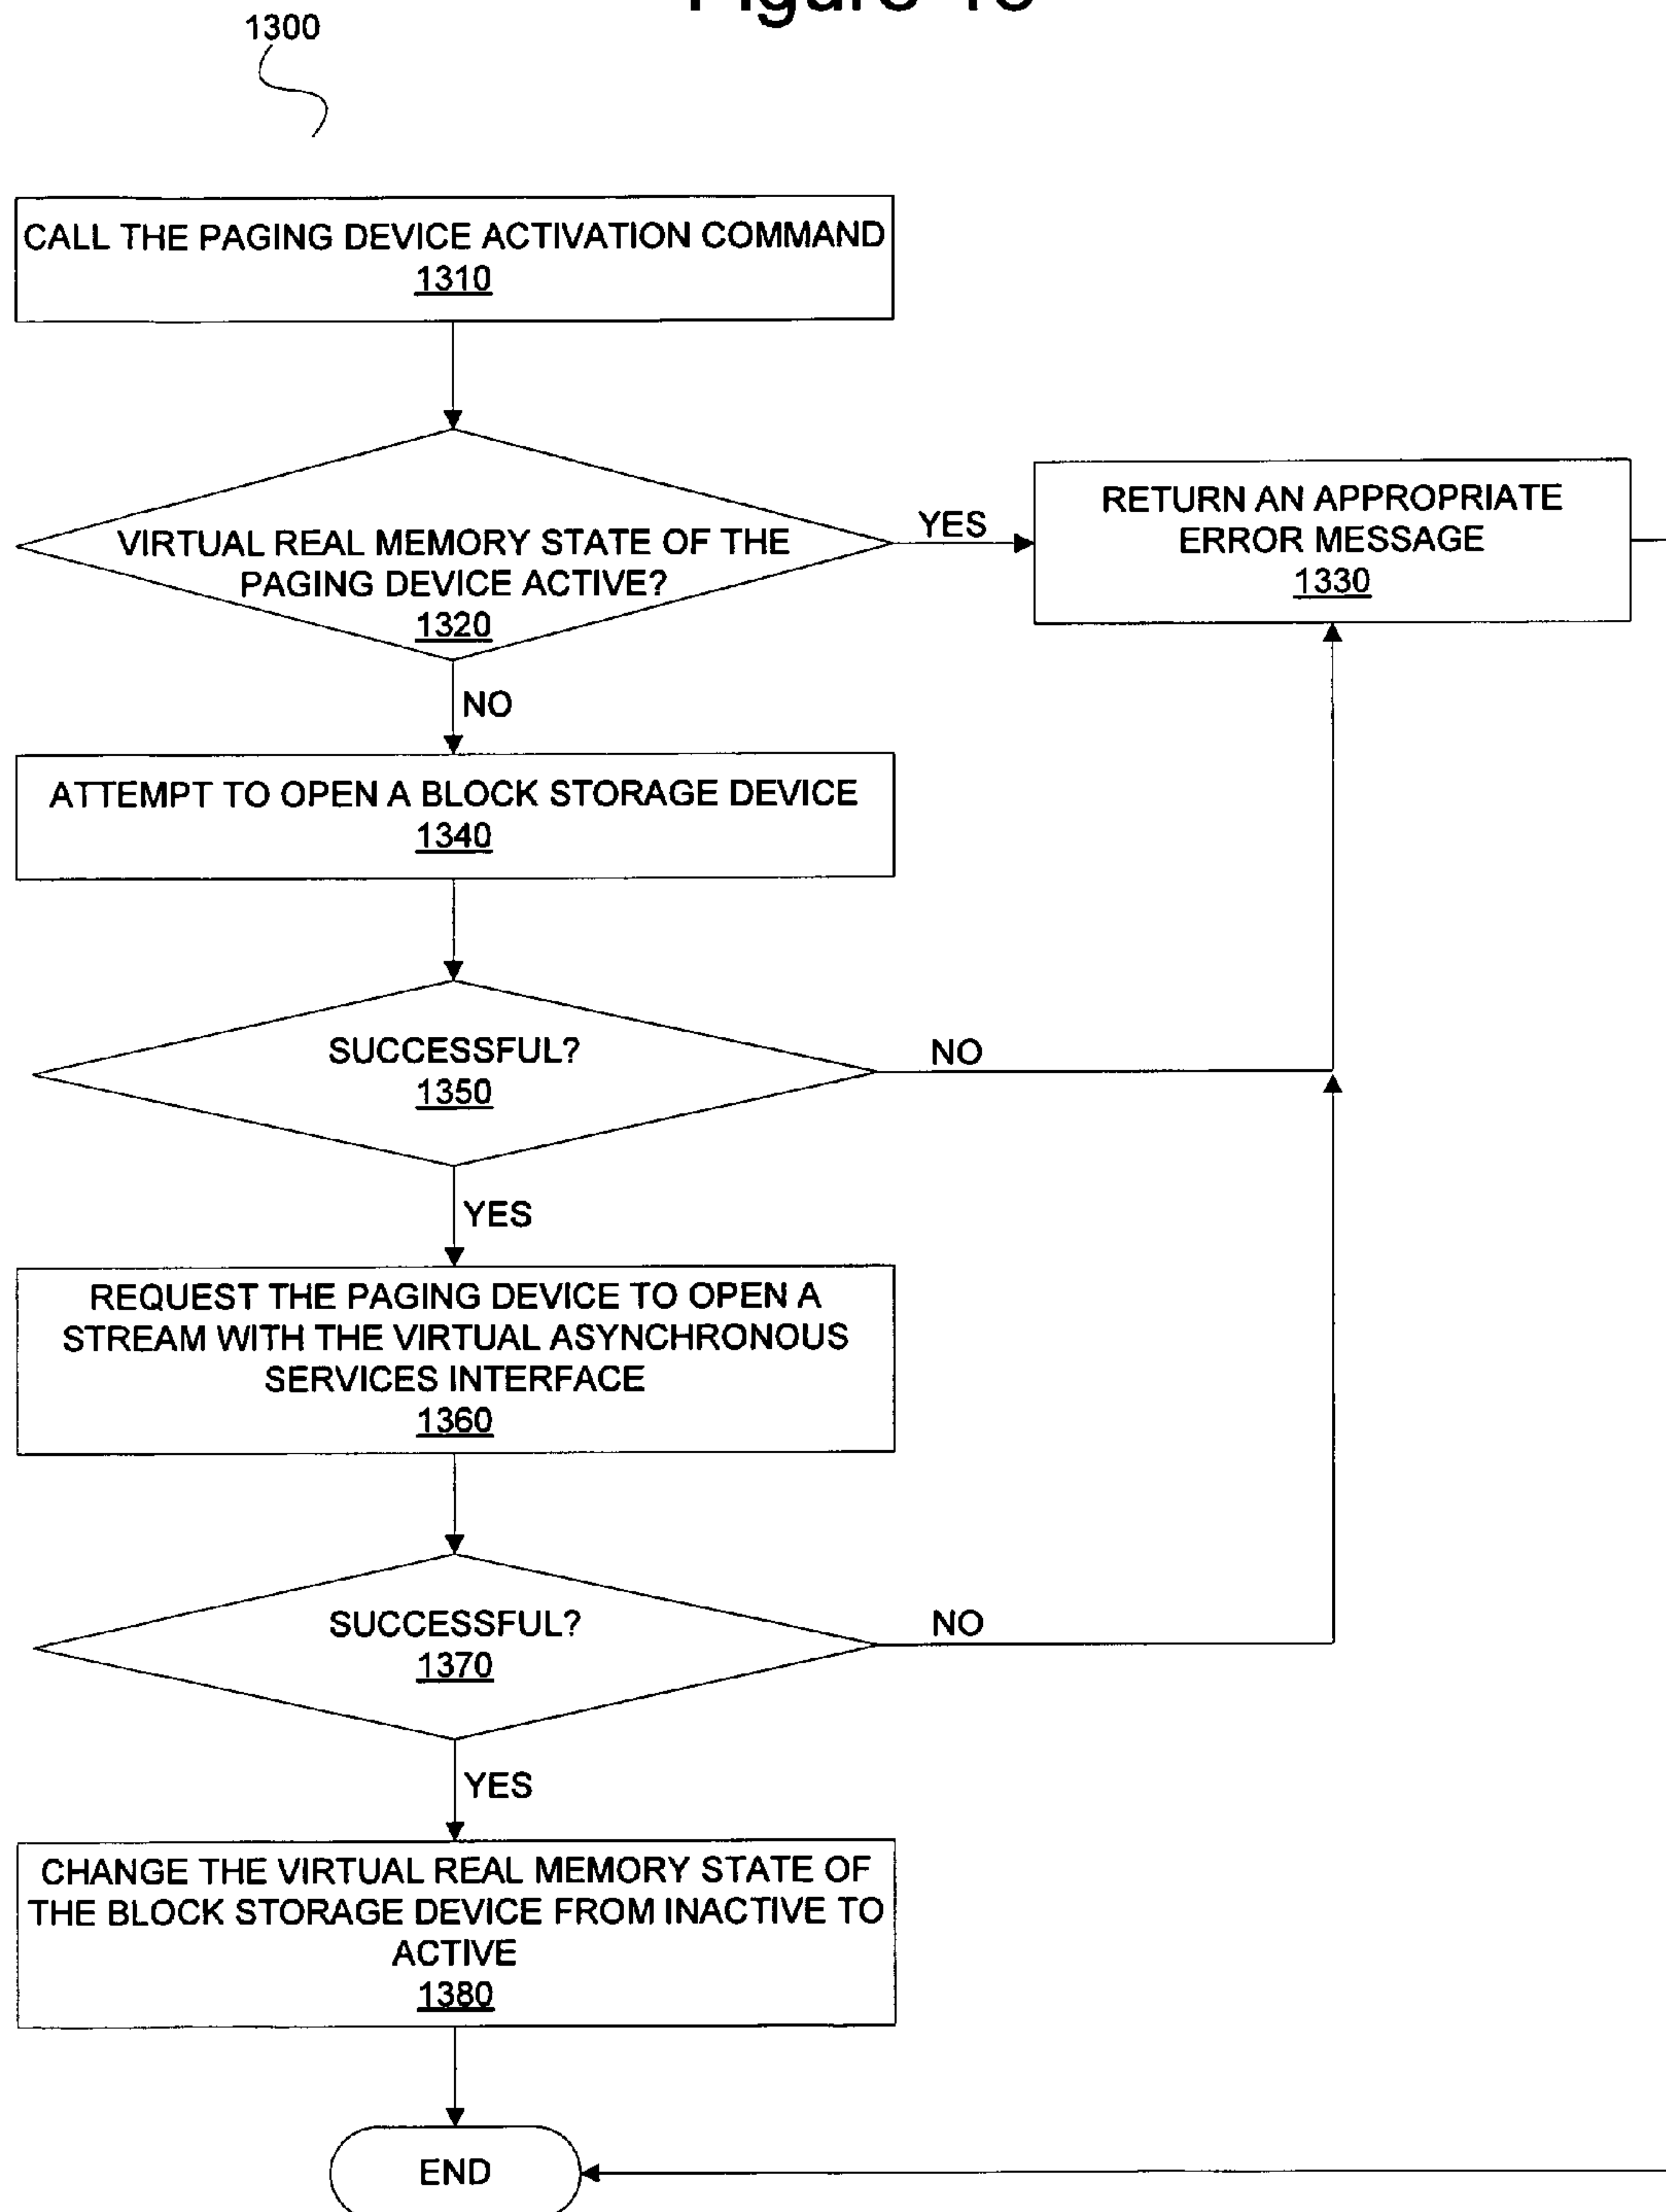 1300
CALL THE PAGING DEVICE ACTIVATION COMMAND
1310
VIRTUAL REAL MEMORY STATE OF THE
PAGING DEVICE ACTIVE?
1320
YES
RETURN AN APPROPRIATE
ERROR MESSAGE
1330
NO
ATTEMPT TO OPEN A BLOCK STORAGE DEVICE
1340
SUCCESSFUL?
1350
NO
YES
REQUEST THE PAGING DEVICE TO OPEN A
STREAM WITH THE VIRTUAL ASYNCHRONOUS
SERVICES INTERFACE
1360
SUCCESSFUL?
1370
NO
YES
CHANGE THE VIRTUAL REAL MEMORY STATE OF
THE BLOCK STORAGE DEVICE FROM INACTIVE TO
ACTIVE
1380
END